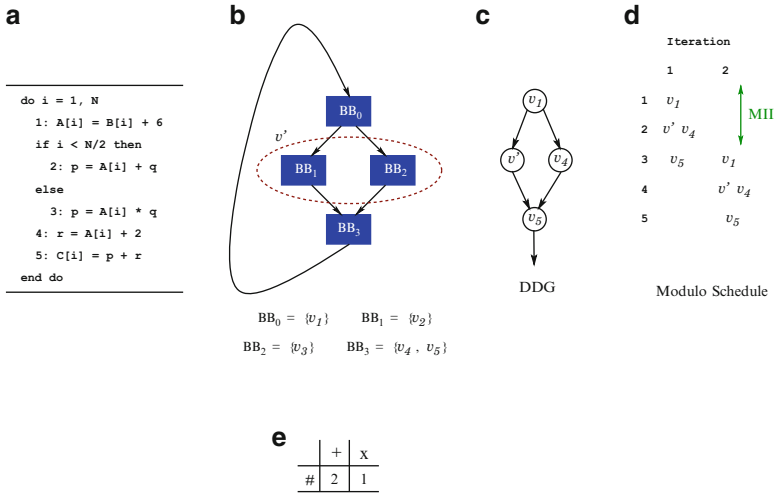 a
do i = 1, N
1: A[i] = B[i] + 6
if i < N/2 then
2: p = A[i] + q
else
3: p = A[i] * q
4: r = A[i] + 2
5: C[i] = p + r
end do
b
BB0
v'
BB1
BB2
BB3
BB0 = {v1} BB1 = {v2}
BB2 = {v3} BB3 = {v4 , v5}
c
v1
v' v4
v5
DDG
d
Iteration
1 2
1 v1
MII
2 v' v4
3 v5 v1
4 v' v4
5 v5
Modulo Schedule
e
+ x
# 2 1